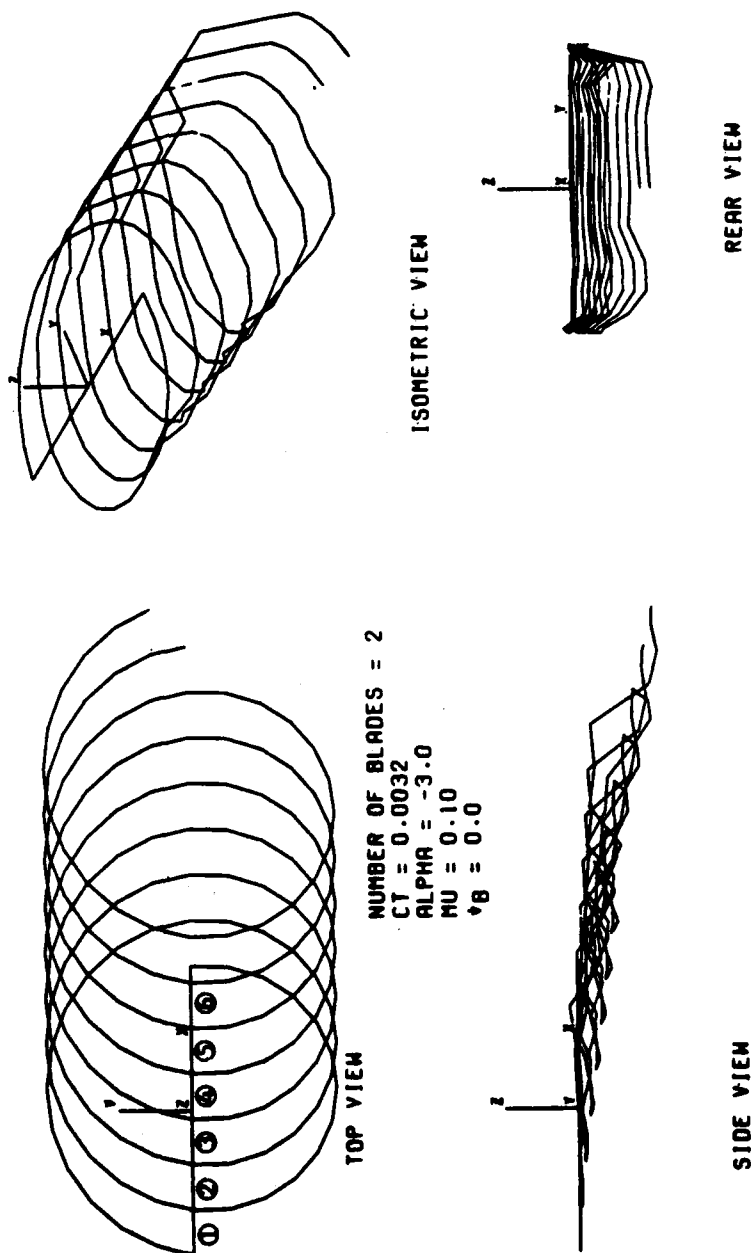 Y
Z
X
① ② ③ ④ ⑤ ⑥
TOP VIEW
NUMBER OF BLADES = 2
CT = 0.0032
ALPHA = -3.0
MU = 0.10
ψB = 0.0
Z
Y
X
ISOMETRIC VIEW
Z
Y
X
SIDE VIEW
Z
X
Y
REAR VIEW